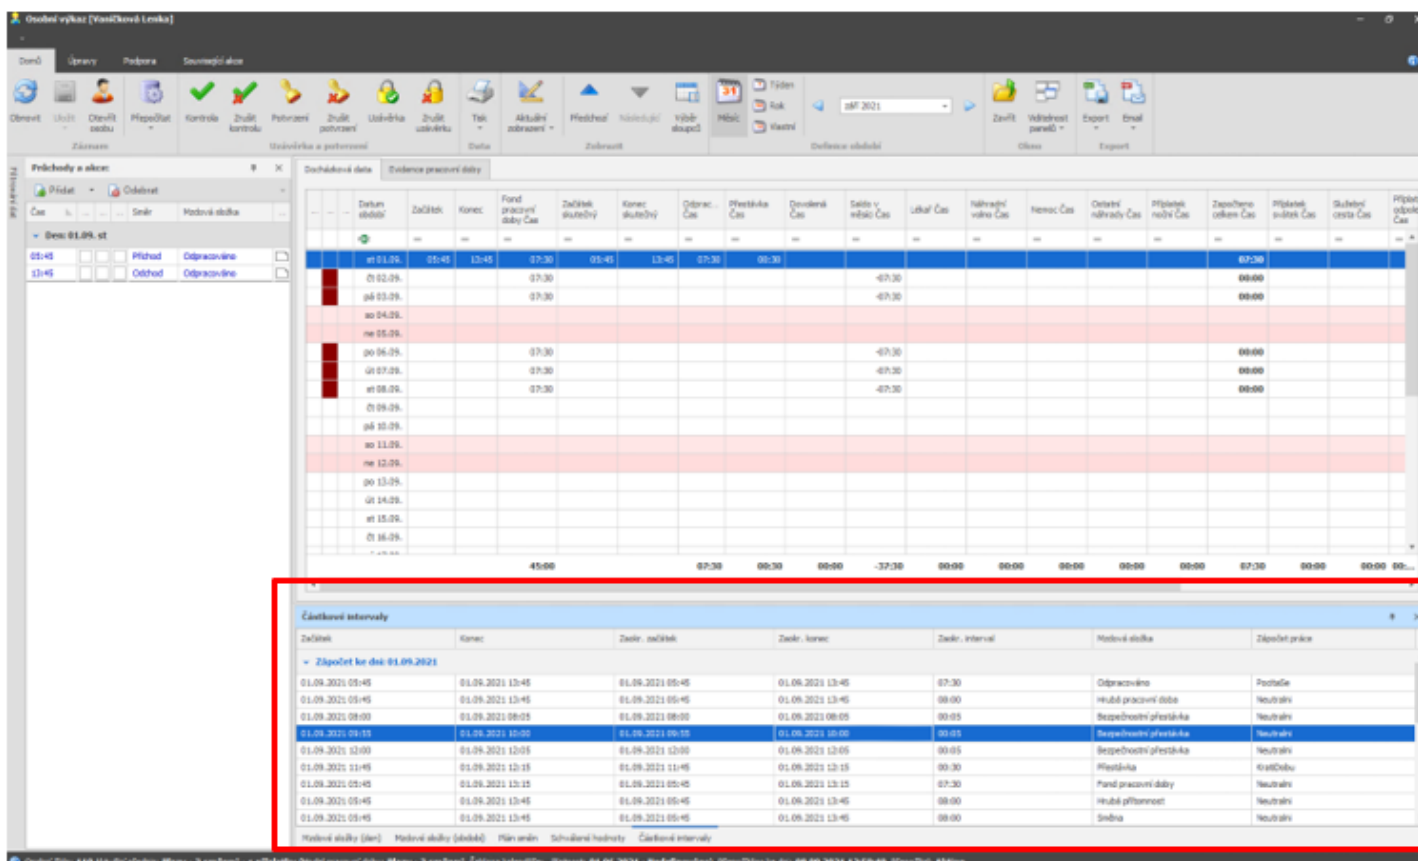 Osobní výkaz [Vaníčková Lenka]
Domů Úpravy Podpora Související akce
Obnovit Uložit Otevřít osobu Přepočítat Kontrola Zrušit kontrolu Potvrzení Zrušit potvrzení Uzávěrka Zrušit uzávěrku Tisk Aktuální zobrazení Předchozí Následující Výběr sloupců Měsíc Týden Rok Vlastní září 2021 Zavřít Viditelnost panelů Export Email
Záznam Uzávěrka a potvrzení Data Zobrazit Definice období Okno Export
Průchody a akce:
Přidat Odebrat
Čas Směr Mzdová složka
Den: 01.09. st
05:45 Příchod Odpracováno
13:45 Odchod Odpracováno
Docházková data Evidence pracovní doby
Datum období Začátek Konec Fond pracovní doby Čas Začátek skutečný Konec skutečný Odprac... Čas Přestávka Čas Dovolená Čas Saldo v měsíc Čas Lékař Čas Náhradní volno Čas Nemoc Čas Ostatní náhrady Čas Příplatek noční Čas Započteno celkem Čas Příplatek svátek Čas Služební cesta Čas
st 01.09. 05:45 13:45 07:30 05:45 13:45 07:30 00:30 07:30
čt 02.09. 07:30 -07:30 00:00
pá 03.09. 07:30 -07:30 00:00
so 04.09.
ne 05.09.
po 06.09. 07:30 -07:30 00:00
út 07.09. 07:30 -07:30 00:00
st 08.09. 07:30 -07:30 00:00
čt 09.09.
pá 10.09.
so 11.09.
ne 12.09.
po 13.09.
út 14.09.
st 15.09.
čt 16.09.
45:00 07:30 00:30 00:00 -37:30 00:00 00:00 00:00 00:00 00:00 07:30 00:00 00:00 00:...
Částkové intervaly
Začátek Konec Zaokr. začátek Zaokr. konec Zaokr. interval Mzdová složka Zápočet práce
Zápočet ke dni: 01.09.2021
01.09.2021 05:45 01.09.2021 13:45 01.09.2021 05:45 01.09.2021 13:45 07:30 Odpracováno PocitaSe
01.09.2021 05:45 01.09.2021 13:45 01.09.2021 05:45 01.09.2021 13:45 08:00 Hrubá pracovní doba Neutralni
01.09.2021 08:00 01.09.2021 08:05 01.09.2021 08:00 01.09.2021 08:05 00:05 Bezpečnostní přestávka Neutralni
01.09.2021 09:55 01.09.2021 10:00 01.09.2021 09:55 01.09.2021 10:00 00:05 Bezpečnostní přestávka Neutralni
01.09.2021 12:00 01.09.2021 12:05 01.09.2021 12:00 01.09.2021 12:05 00:05 Bezpečnostní přestávka Neutralni
01.09.2021 11:45 01.09.2021 12:15 01.09.2021 11:45 01.09.2021 12:15 00:30 Přestávka KratiDobu
01.09.2021 05:45 01.09.2021 13:15 01.09.2021 05:45 01.09.2021 13:15 07:30 Fond pracovní doby Neutralni
01.09.2021 05:45 01.09.2021 13:45 01.09.2021 05:45 01.09.2021 13:45 08:00 Hrubá přítomnost Neutralni
01.09.2021 05:45 01.09.2021 13:45 01.09.2021 05:45 01.09.2021 13:45 08:00 Směna Neutralni
Mzdové složky (den) Mzdové složky (období) Plán směn Schválené hodnoty Částkové intervaly